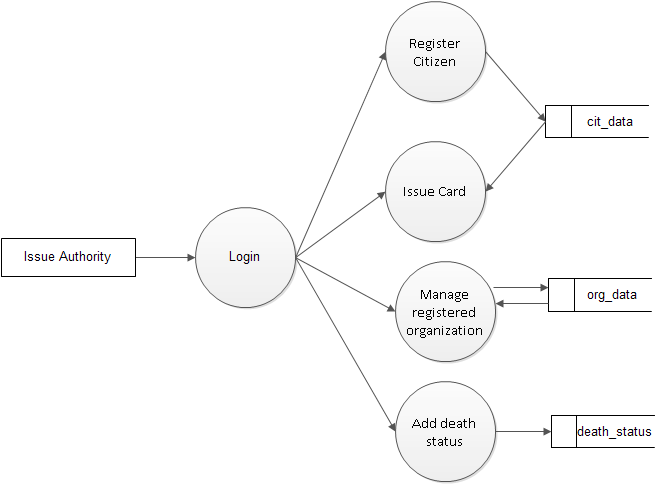 Register
Citizen
cit_data
Issue Card
Issue Authority
Login
Manage
registered
organization
org_data
Add death
status
death_status